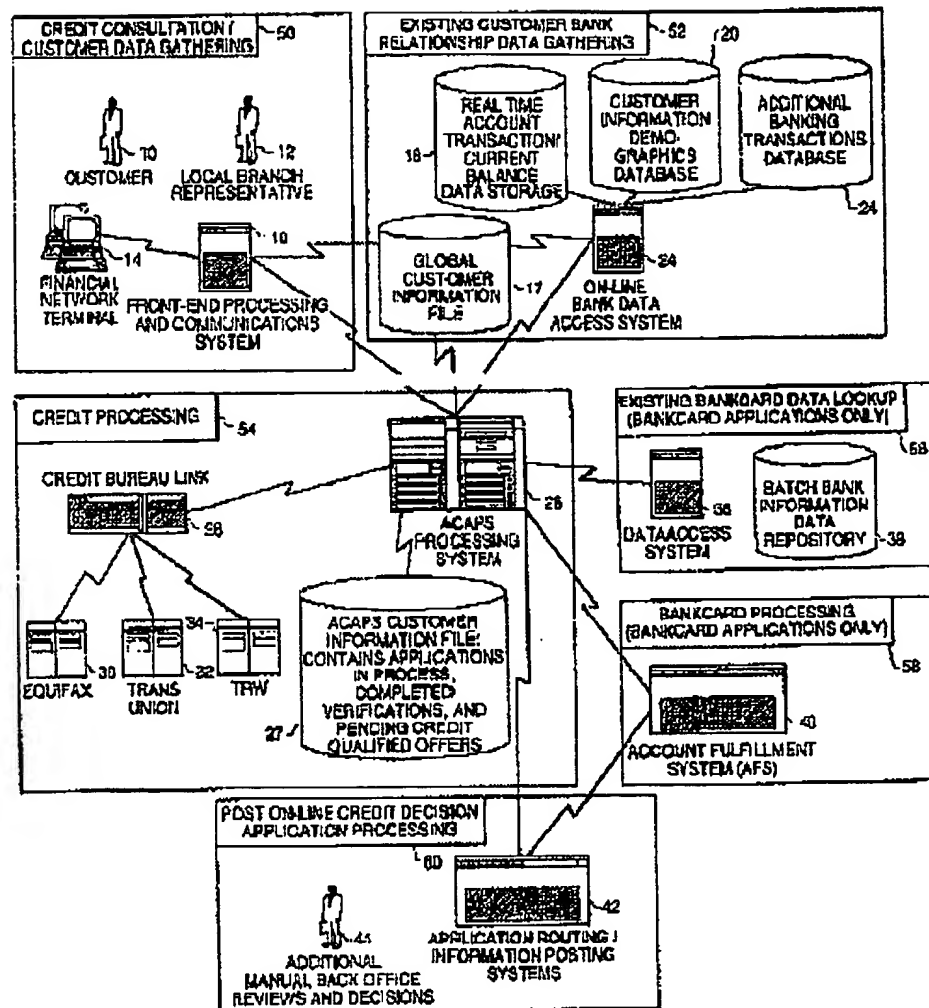 CREDIT CONSULTATION /
CUSTOMER DATA GATHERING
50
CUSTOMER
10
LOCAL BRANCH
REPRESENTATIVE
12
14
FINANCIAL
NETWORK
TERMINAL
FRONT-END PROCESSING
AND COMMUNICATIONS
SYSTEM
EXISTING CUSTOMER BANK
RELATIONSHIP DATA GATHERING
52
20
REAL TIME
ACCOUNT
TRANSACTION/
CURRENT
BALANCE
DATA STORAGE
CUSTOMER
INFORMATION
DEMO-
GRAPHICS
DATABASE
ADDITIONAL
BANKING
TRANSACTIONS
DATABASE
24
GLOBAL
CUSTOMER
INFORMATION
FILE
17
24
ON-LINE
BANK DATA
ACCESS SYSTEM
CREDIT PROCESSING
54
CREDIT BUREAU LINK
EQUIFAX
30
TRANS
UNION
32
34
TRW
ACAPS
PROCESSING
SYSTEM
26
ACAPS CUSTOMER
INFORMATION FILE:
CONTAINS APPLICATIONS
IN PROCESS,
COMPLETED
VERIFICATIONS, AND
PENDING CREDIT
QUALIFIED OFFERS
27
EXISTING BANKCARD DATA LOOKUP
(BANKCARD APPLICATIONS ONLY)
DATA ACCESS
SYSTEM
BATCH BANK
INFORMATION
DATA
REPOSITORY
38
BANKCARD PROCESSING
(BANKCARD APPLICATIONS ONLY)
58
40
ACCOUNT FULFILLMENT
SYSTEM (AFS)
POST ON-LINE CREDIT DECISION
APPLICATION PROCESSING
60
ADDITIONAL
MANUAL BACK OFFICE
REVIEWS AND DECISIONS
42
APPLICATION ROUTING /
INFORMATION POSTING
SYSTEMS